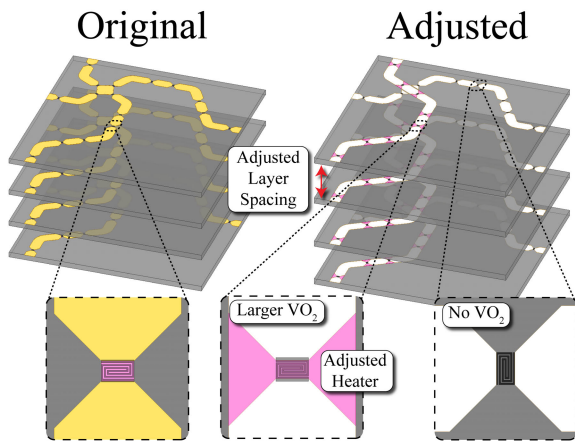 Original
Adjusted
Adjusted
Layer
Spacing
Larger VO₂
No VO₂
Adjusted
Heater